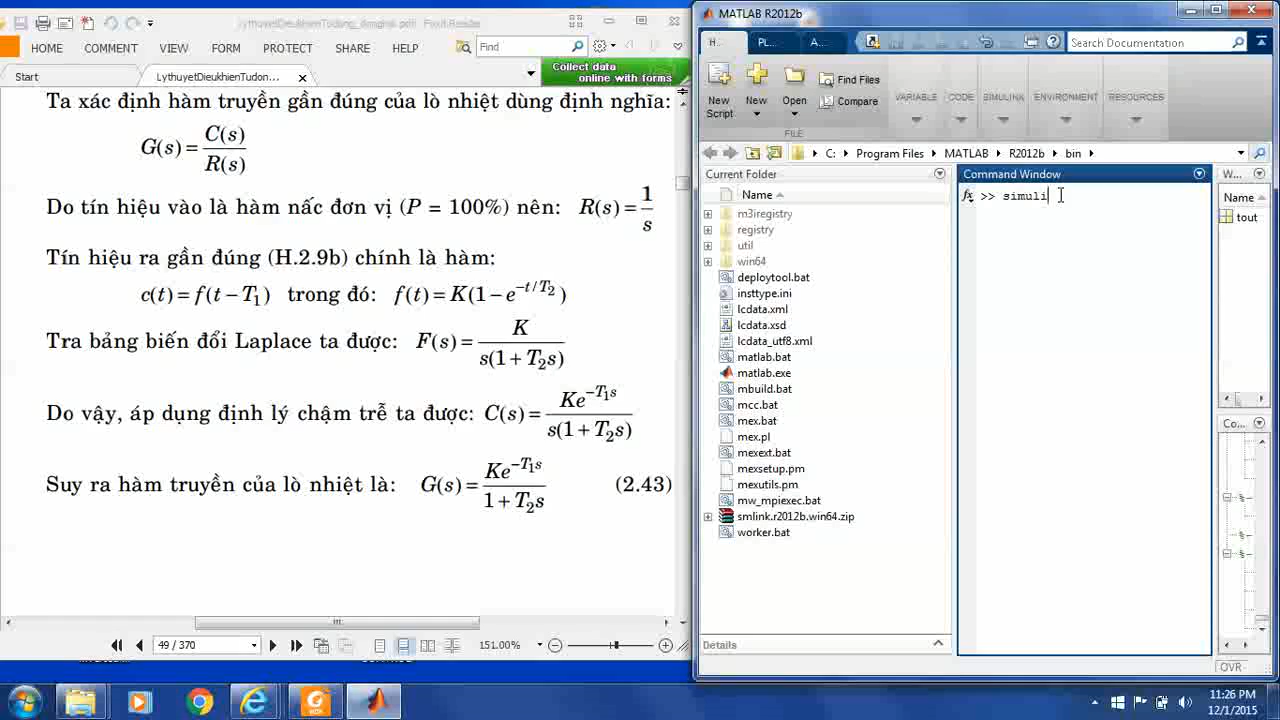 LythuyetDieukhienTudong_dhnghai.pdf - Foxit Reader
HOME COMMENT VIEW FORM PROTECT SHARE HELP
Find
Start
LythuyetDieukhienTudon...
Collect data
online with forms
Ta xác định hàm truyền gần đúng của lò nhiệt dùng định nghĩa:
G(s) = C(s) / R(s)
Do tín hiệu vào là hàm nấc đơn vị (P = 100%) nên: R(s) = 1/s
Tín hiệu ra gần đúng (H.2.9b) chính là hàm:
c(t) = f(t − T₁) trong đó: f(t) = K(1 − e^{−t/T₂})
Tra bảng biến đổi Laplace ta được: F(s) = K / s(1 + T₂s)
Do vậy, áp dụng định lý chậm trễ ta được: C(s) = Ke^{−T₁s} / s(1 + T₂s)
Suy ra hàm truyền của lò nhiệt là: G(s) = Ke^{−T₁s} / 1 + T₂s (2.43)
49 / 370
151.00%
MATLAB R2012b
H... PL... A...
Search Documentation
New Script
New
Open
Find Files
Compare
FILE
VARIABLE CODE SIMULINK ENVIRONMENT RESOURCES
C: Program Files MATLAB R2012b bin
Current Folder
Name
m3iregistry
registry
util
win64
deploytool.bat
insttype.ini
lcdata.xml
lcdata.xsd
lcdata_utf8.xml
matlab.bat
matlab.exe
mbuild.bat
mcc.bat
mex.bat
mex.pl
mexext.bat
mexsetup.pm
mexutils.pm
mw_mpiexec.bat
smlink.r2012b.win64.zip
worker.bat
Details
Command Window
fx >> simuli
W...
Name
tout
Co...
OVR
11:26 PM
12/1/2015